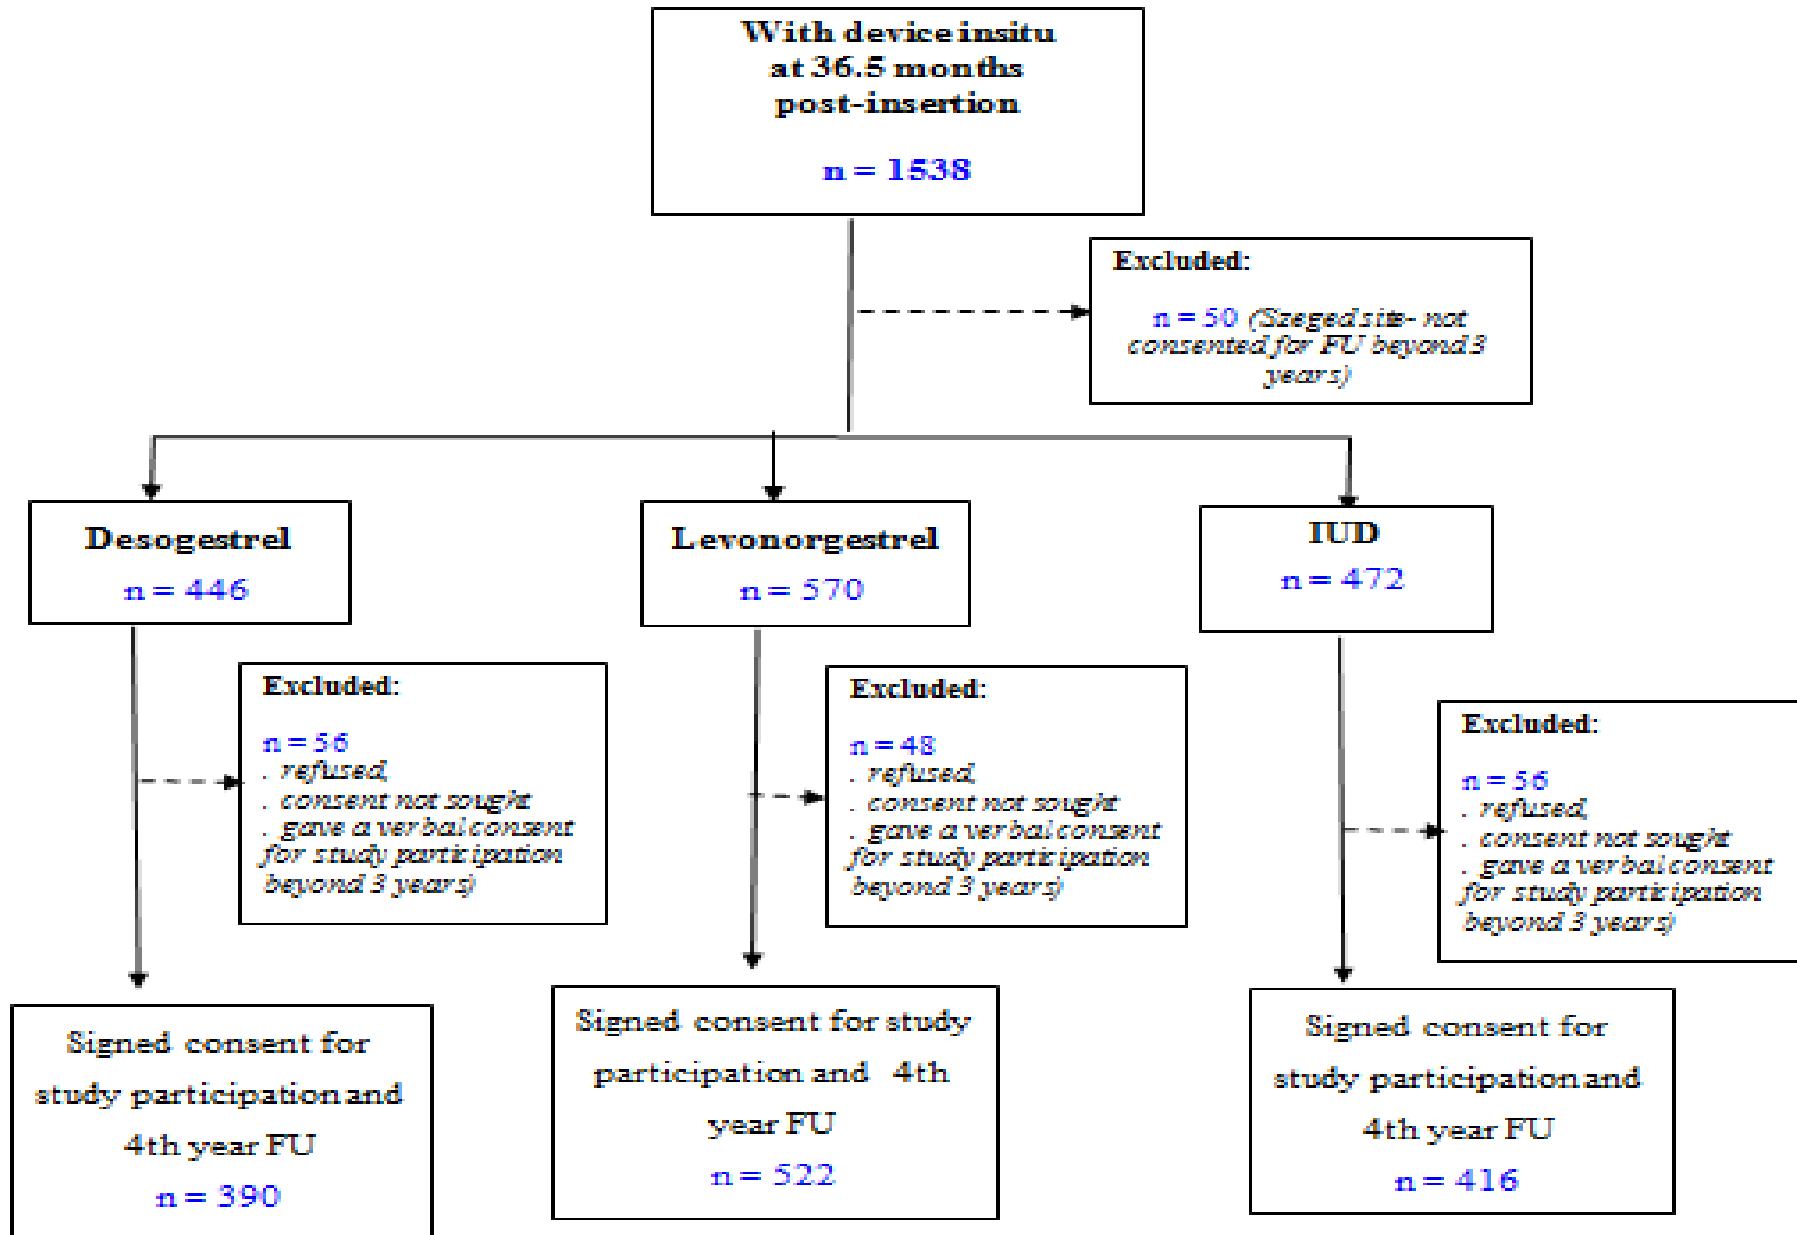 With device insitu
at 36.5 months
post-insertion
n = 1538
Excluded:
n = 50 (Szeged site- not
consented for FU beyond 3
years)
Desogestrel
n = 446
Levonorgestrel
n = 570
IUD
n = 472
Excluded:
n = 56
. refused,
. consent not sought
. gave a verbal consent
for study participation
beyond 3 years)
Excluded:
n = 48
. refused,
. consent not sought
. gave a verbal consent
for study participation
beyond 3 years)
Excluded:
n = 56
. refused,
. consent not sought
. gave a verbal consent
for study participation
beyond 3 years)
Signed consent for
study participation and
4th year FU
n = 390
Signed consent for study
participation and 4th
year FU
n = 522
Signed consent for
study participation and
4th year FU
n = 416